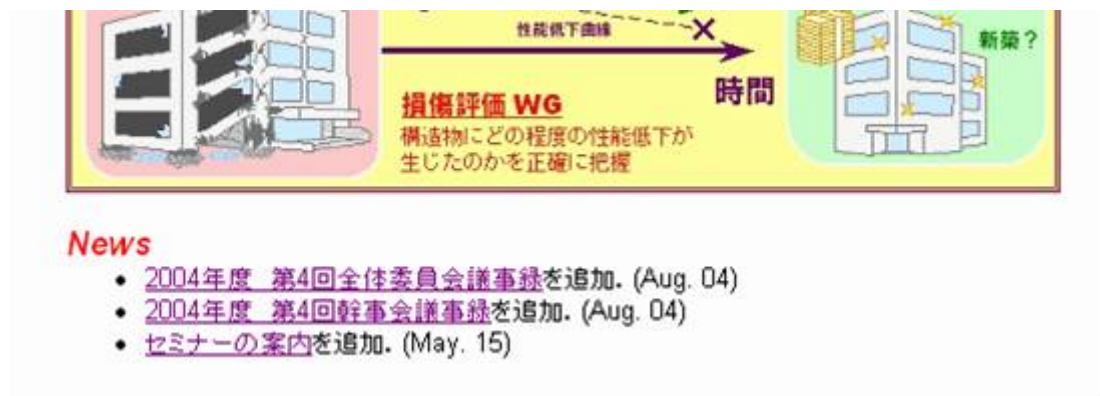 性能低下曲線
新築？
時間
損傷評価 WG
構造物にどの程度の性能低下が
生じたのかを正確に把握
News
2004年度　第4回全体委員会議事録を追加. (Aug. 04)
2004年度　第4回幹事会議事録を追加. (Aug. 04)
セミナーの案内を追加. (May. 15)